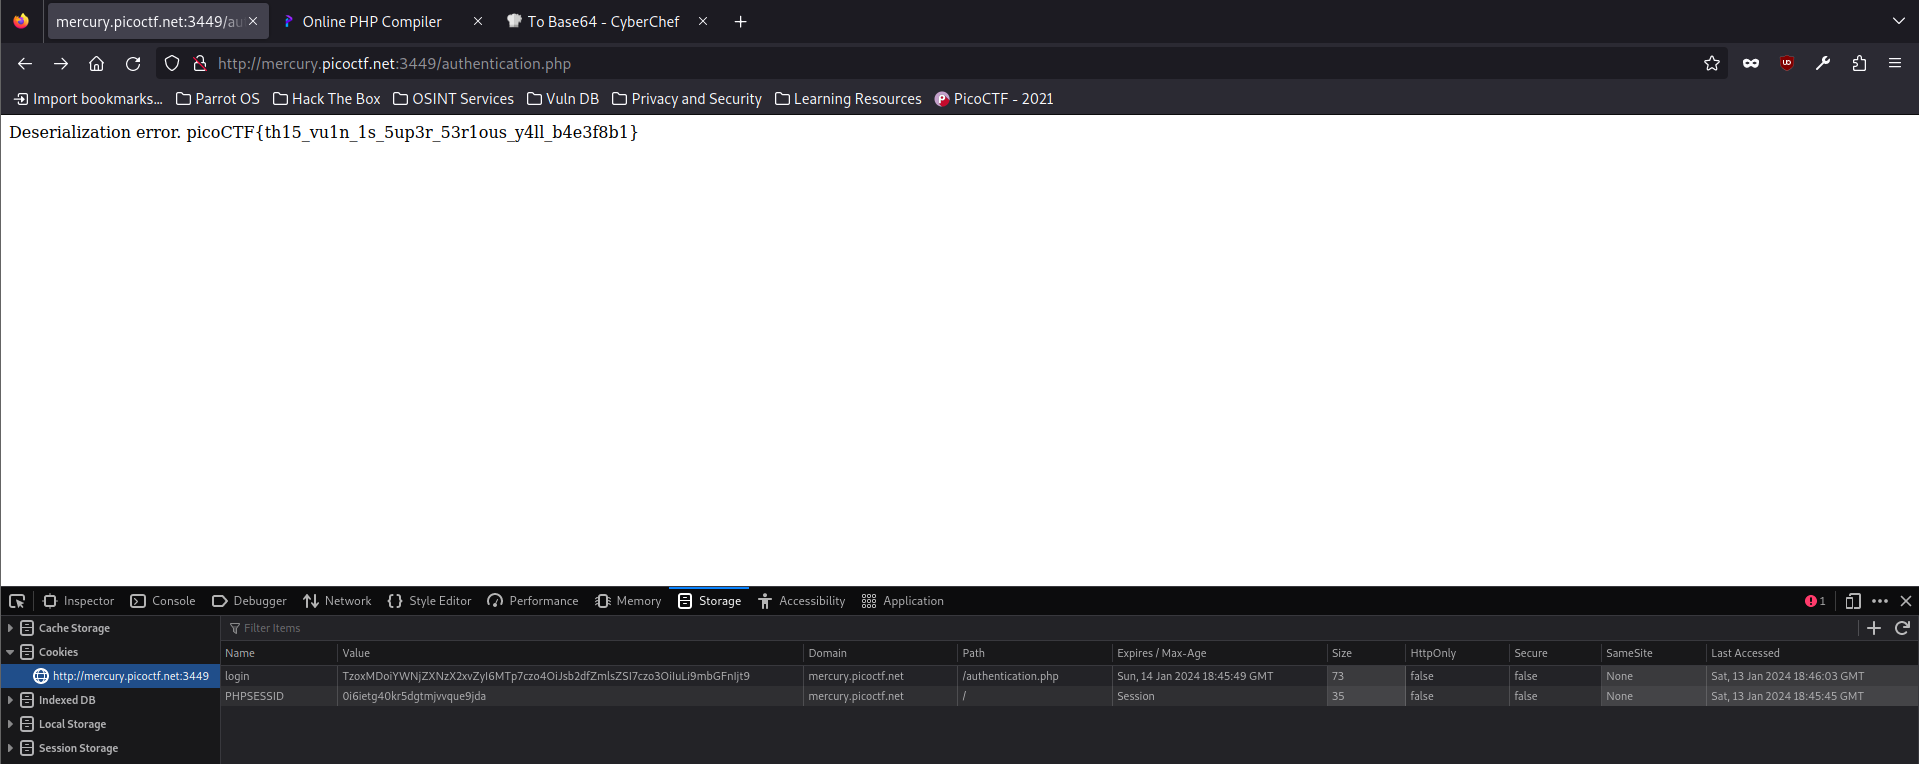 mercury.picoctf.net:3449/au Online PHP Compiler To Base64 - CyberChef
http://mercury.picoctf.net:3449/authentication.php
Import bookmarks... Parrot OS Hack The Box OSINT Services Vuln DB Privacy and Security Learning Resources PicoCTF - 2021
Deserialization error. picoCTF{th15_vu1n_1s_5up3r_53r1ous_y4ll_b4e3f8b1}
Inspector Console Debugger Network Style Editor Performance Memory Storage Accessibility Application 1
Cache Storage Filter Items
Cookies Name Value Domain Path Expires / Max-Age Size HttpOnly Secure SameSite Last Accessed
http://mercury.picoctf.net:3449 login TzoxMDoiYWNjZXNzX2xvZyI6MTp7czo4OiJsb2dfZmlsZSI7czo3OiIuLi9mbGFnIjt9 mercury.picoctf.net /authentication.php Sun, 14 Jan 2024 18:45:49 GMT 73 false false None Sat, 13 Jan 2024 18:46:03 GMT
Indexed DB PHPSESSID 0i6ietg40kr5dgtmjvvque9jda mercury.picoctf.net / Session 35 false false None Sat, 13 Jan 2024 18:45:45 GMT
Local Storage
Session Storage